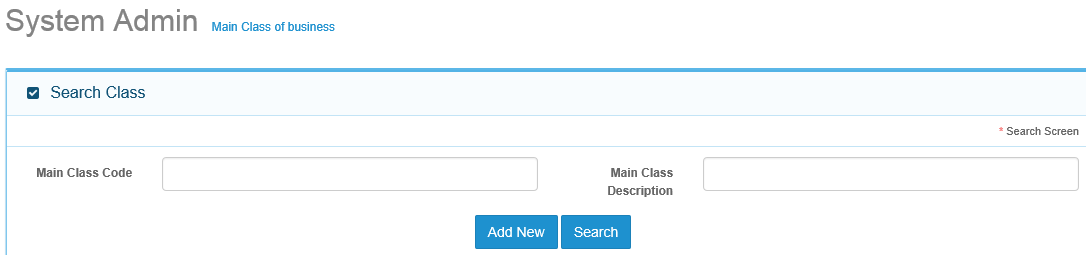 System Admin Main Class of business
Search Class
* Search Screen
Main Class Code
Main Class
Description
Add New Search